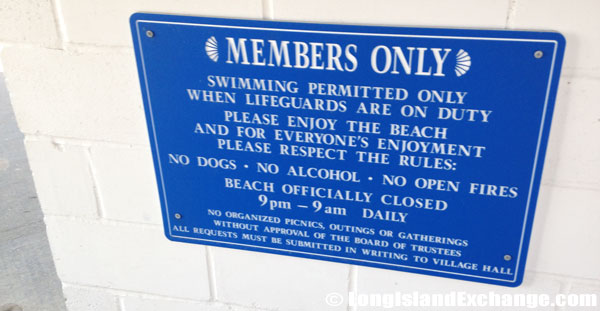 MEMBERS ONLY
SWIMMING PERMITTED ONLY
WHEN LIFEGUARDS ARE ON DUTY
PLEASE ENJOY THE BEACH
AND FOR EVERYONE'S ENJOYMENT
PLEASE RESPECT THE RULES:
NO DOGS · NO ALCOHOL · NO OPEN FIRES
BEACH OFFICIALLY CLOSED
9pm – 9am DAILY
NO ORGANIZED PICNICS, OUTINGS OR GATHERINGS
WITHOUT APPROVAL OF THE BOARD OF TRUSTEES
ALL REQUESTS MUST BE SUBMITTED IN WRITING TO VILLAGE HALL
© LongIslandExchange.com